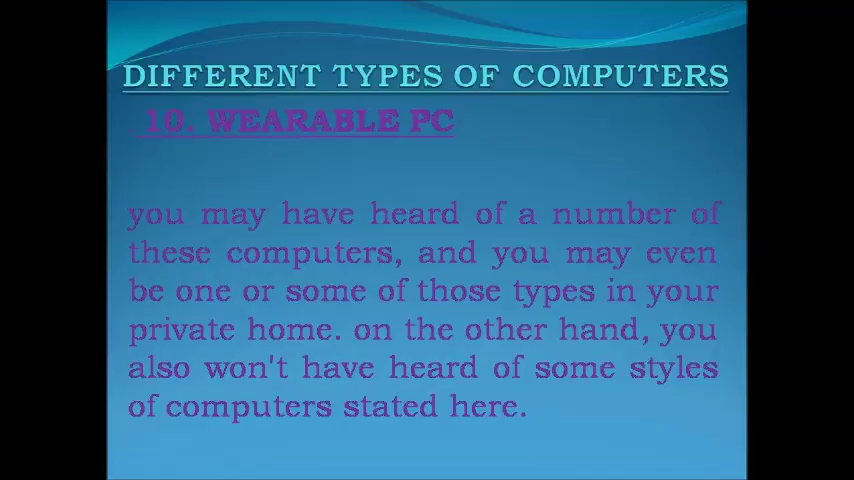 DIFFERENT TYPES OF COMPUTERS
. 10. WEARABLE PC
you may have heard of a number of
these computers, and you may even
be one or some of those types in your
private home. on the other hand, you
also won't have heard of some styles
of computers stated here.